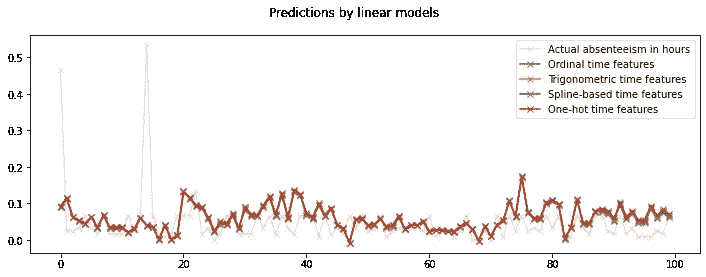 Predictions by linear models
Actual absenteeism in hours
Ordinal time features
Trigonometric time features
Spline-based time features
One-hot time features
0.5
0.4
0.3
0.2
0.1
0.0
0 20 40 60 80 100